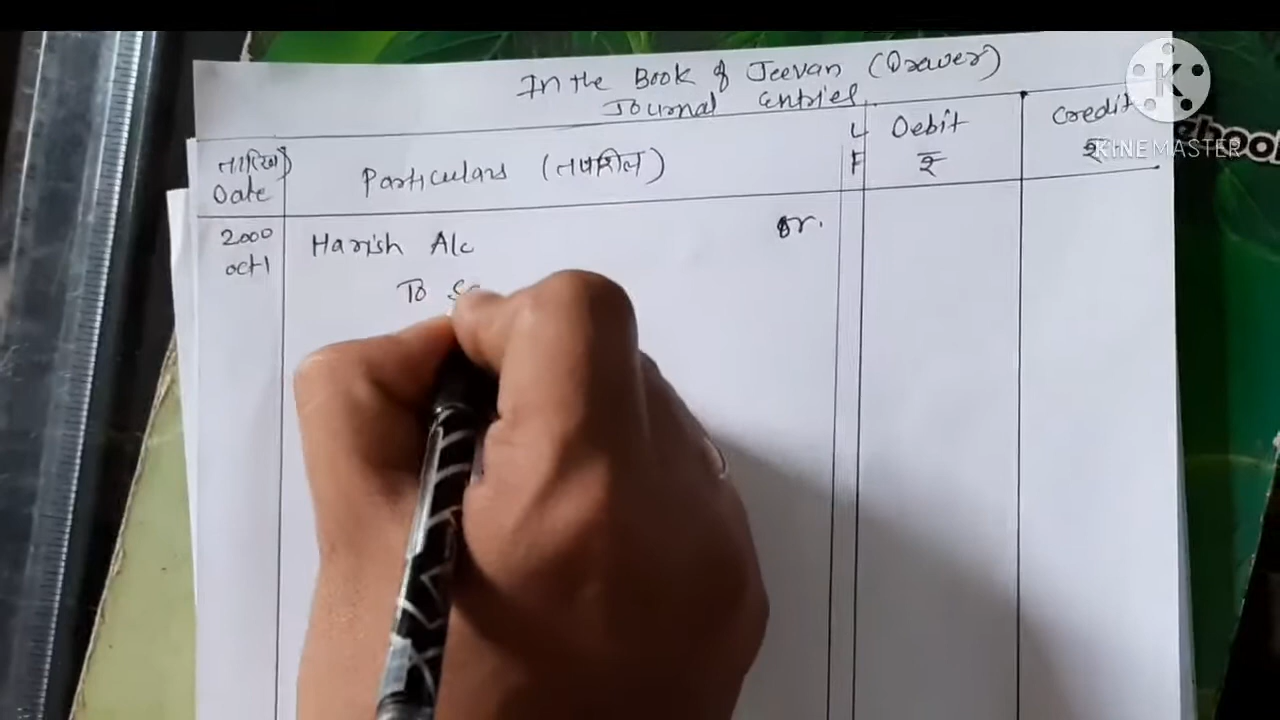 In the Book of Jeevan (Drawer)
Journal Entries
तारिख Date
Particulars (तपशील)
L F
Debit ₹
Credit ₹
2000 oct 1
Harish A/c Dr.
To Sa
K
KINEMASTER